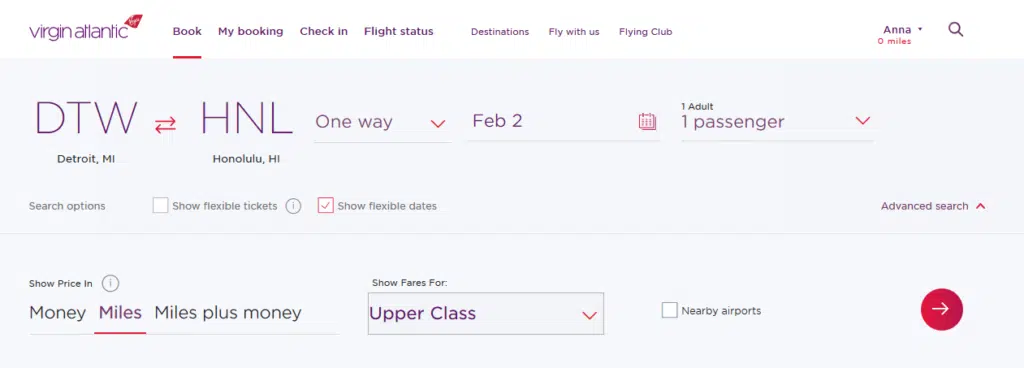 virgin atlantic
Book My booking Check in Flight status Destinations Fly with us Flying Club
Anna
0 miles
DTW HNL One way Feb 2
1 Adult
1 passenger
Detroit, MI Honolulu, HI
Search options Show flexible tickets i Show flexible dates Advanced search
Show Price In i Show Fares For:
Money Miles Miles plus money Upper Class Nearby airports